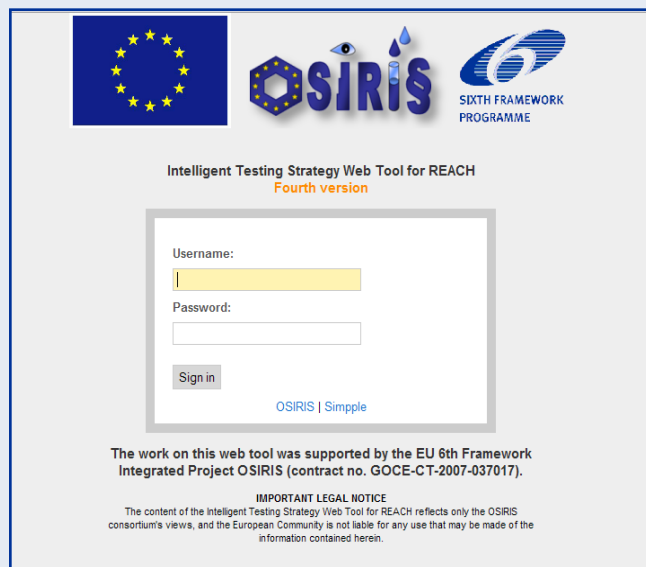 OSIRIS
6
SIXTH FRAMEWORK
PROGRAMME
Intelligent Testing Strategy Web Tool for REACH
Fourth version
Username:
Password:
Sign in
OSIRIS | Simpple
The work on this web tool was supported by the EU 6th Framework
Integrated Project OSIRIS (contract no. GOCE-CT-2007-037017).
IMPORTANT LEGAL NOTICE
The content of the Intelligent Testing Strategy Web Tool for REACH reflects only the OSIRIS
consortium's views, and the European Community is not liable for any use that may be made of the
information contained herein.